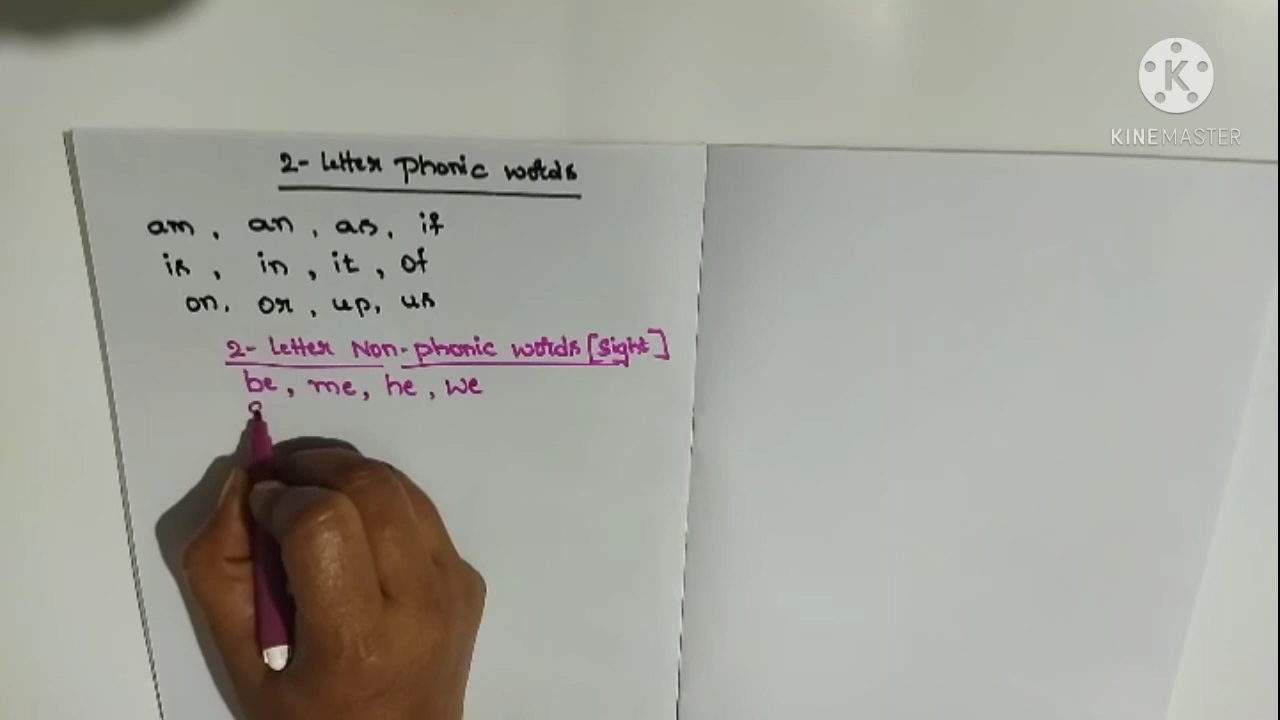 2- Letter phonic words
am, an, as, if
is, in, it, of
on, or, up, us
2- Letter Non-phonic words [Sight]
be, me, he, we
K
KINEMASTER